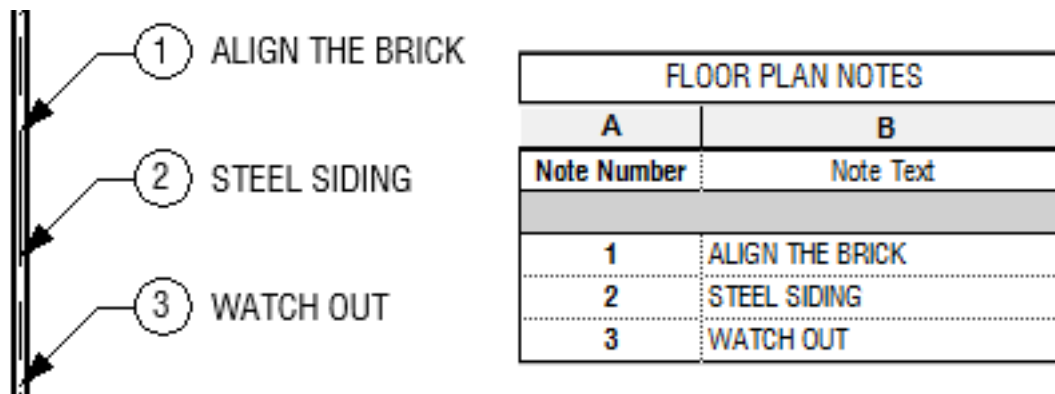 1 ALIGN THE BRICK
2 STEEL SIDING
3 WATCH OUT
FLOOR PLAN NOTES
A B
Note Number Note Text
1 ALIGN THE BRICK
2 STEEL SIDING
3 WATCH OUT